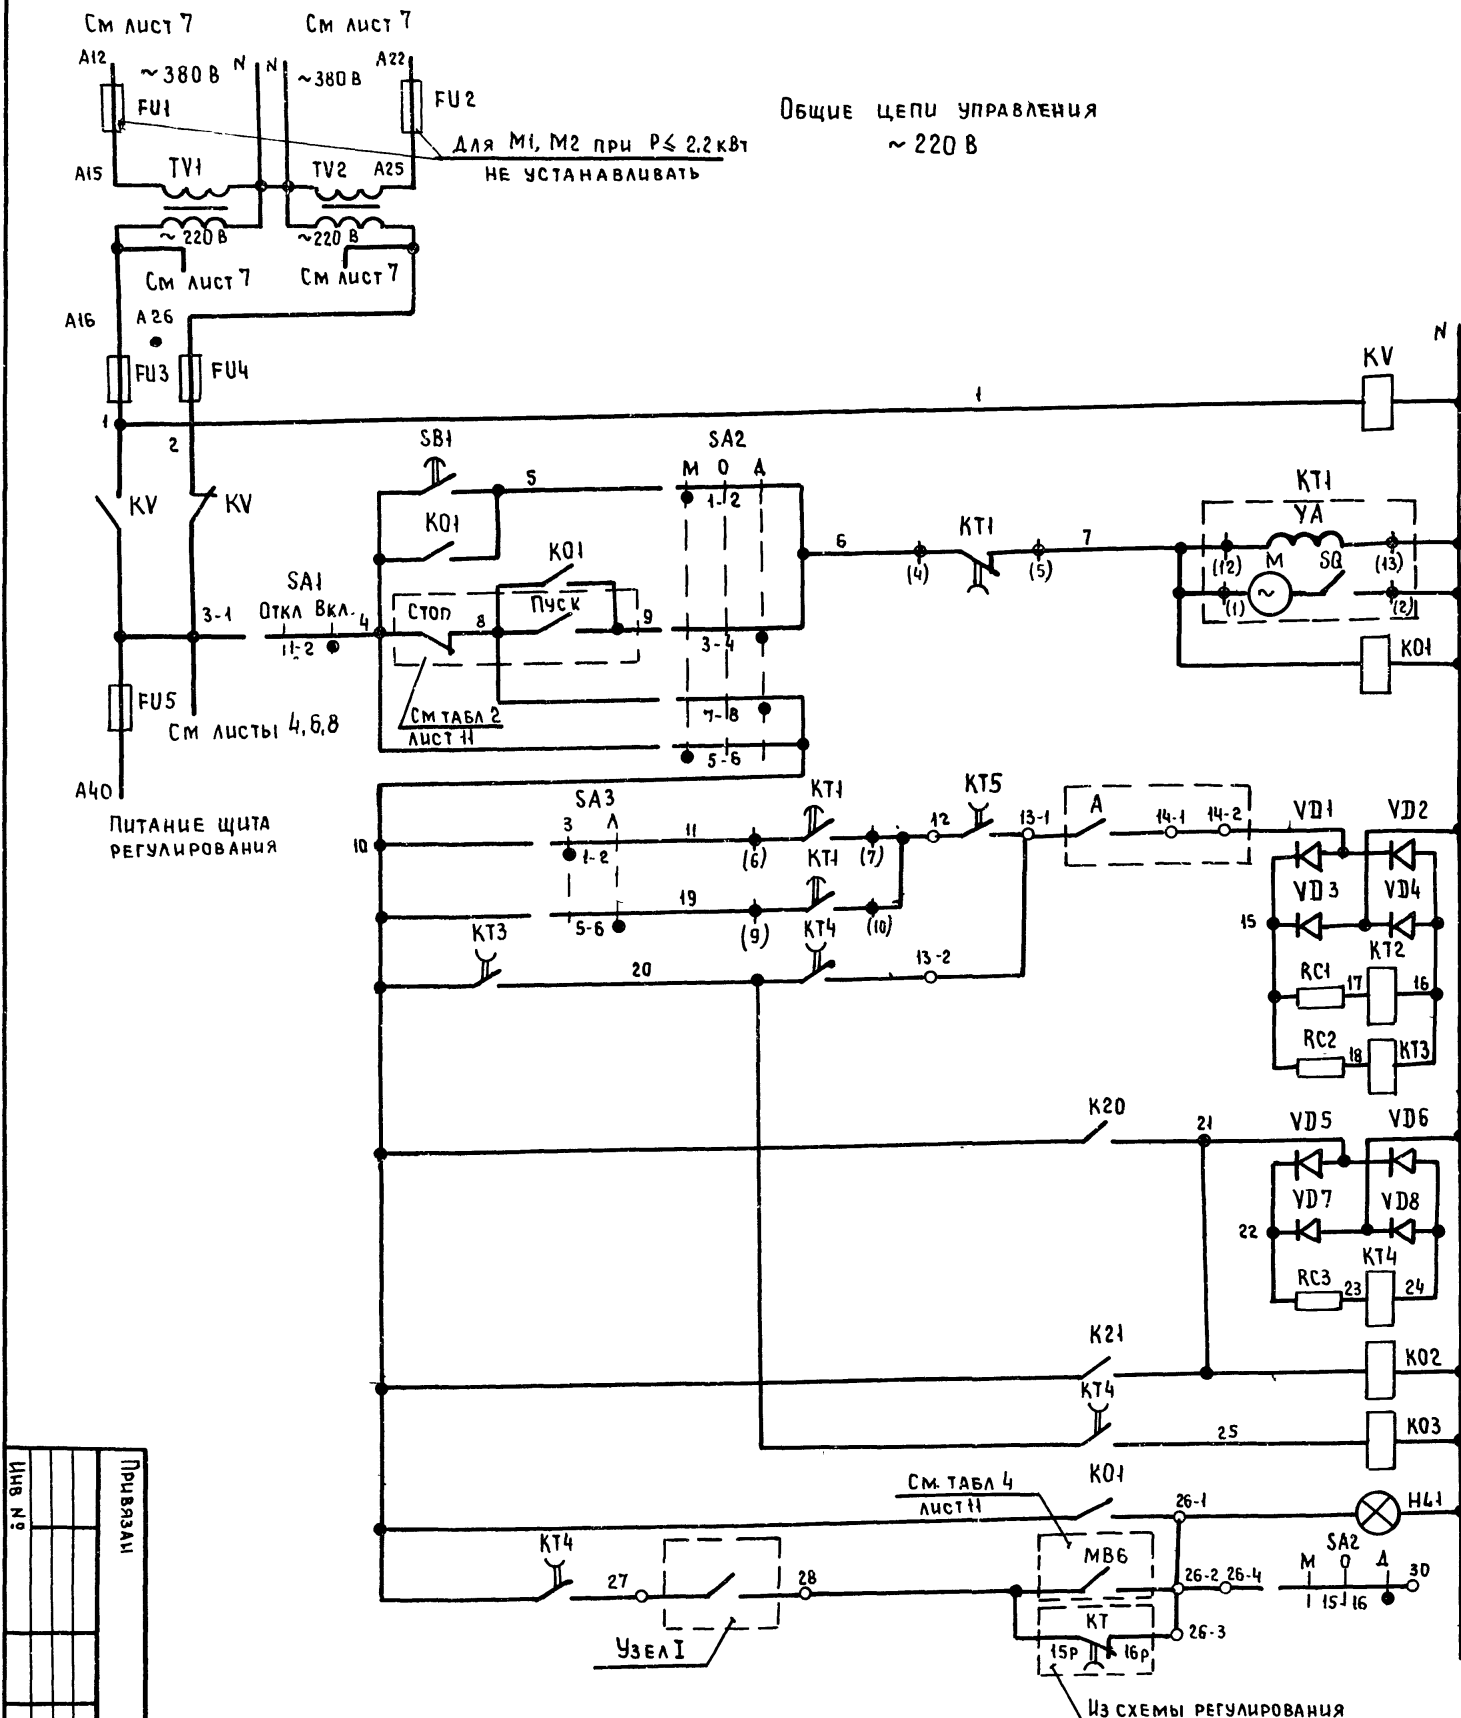 См лист 7 См лист 7
A12 ~380 В N N ~380 В A22
FU1 FU2
Общие цепи управления
~ 220 В
Для М1, М2 при Р ≤ 2,2 кВт
не устанавливать
A15 TV1 TV2 A25
~220 В ~220 В
См лист 7 См лист 7
A16 A26
FU3 FU4
N
KV
1 1
2
SB1 SA2
М О А
5 1-2
KV KV
K01
K01
6 KT1 7
(4) (5)
KT1
YA
(12) M SQ (13)
(1) ~ (2)
K01
3-1 SA1
Откл Вкл.
1-2
4 Стоп 8 Пуск 9
3-4
7-8
5-6
FU5
См листы 4,6,8
См табл 2
лист 11
A40
Питание щита
регулирования
10 SA3
З Л
1-2 11 (6) KT1 (7) 12 KT5 13-1 A 14-1 14-2
5-6 19 (9) KT1 (10)
KT3 20 KT4 13-2
VD1 VD2
VD3 VD4
15
KT2
RC1 17 16
RC2 18 KT3
K20 21 VD5 VD6
VD7 VD8
22
KT4
RC3 23 24
K21 K02
KT4 25 K03
K01 26-1 H41
См. табл 4
лист 11
KT4 27 28 МВ6 26-2 26-4
SA2
М О А 30
15-16
KT 26-3
15р 16р
Узел I
Из схемы регулирования
Привязан
Инв №